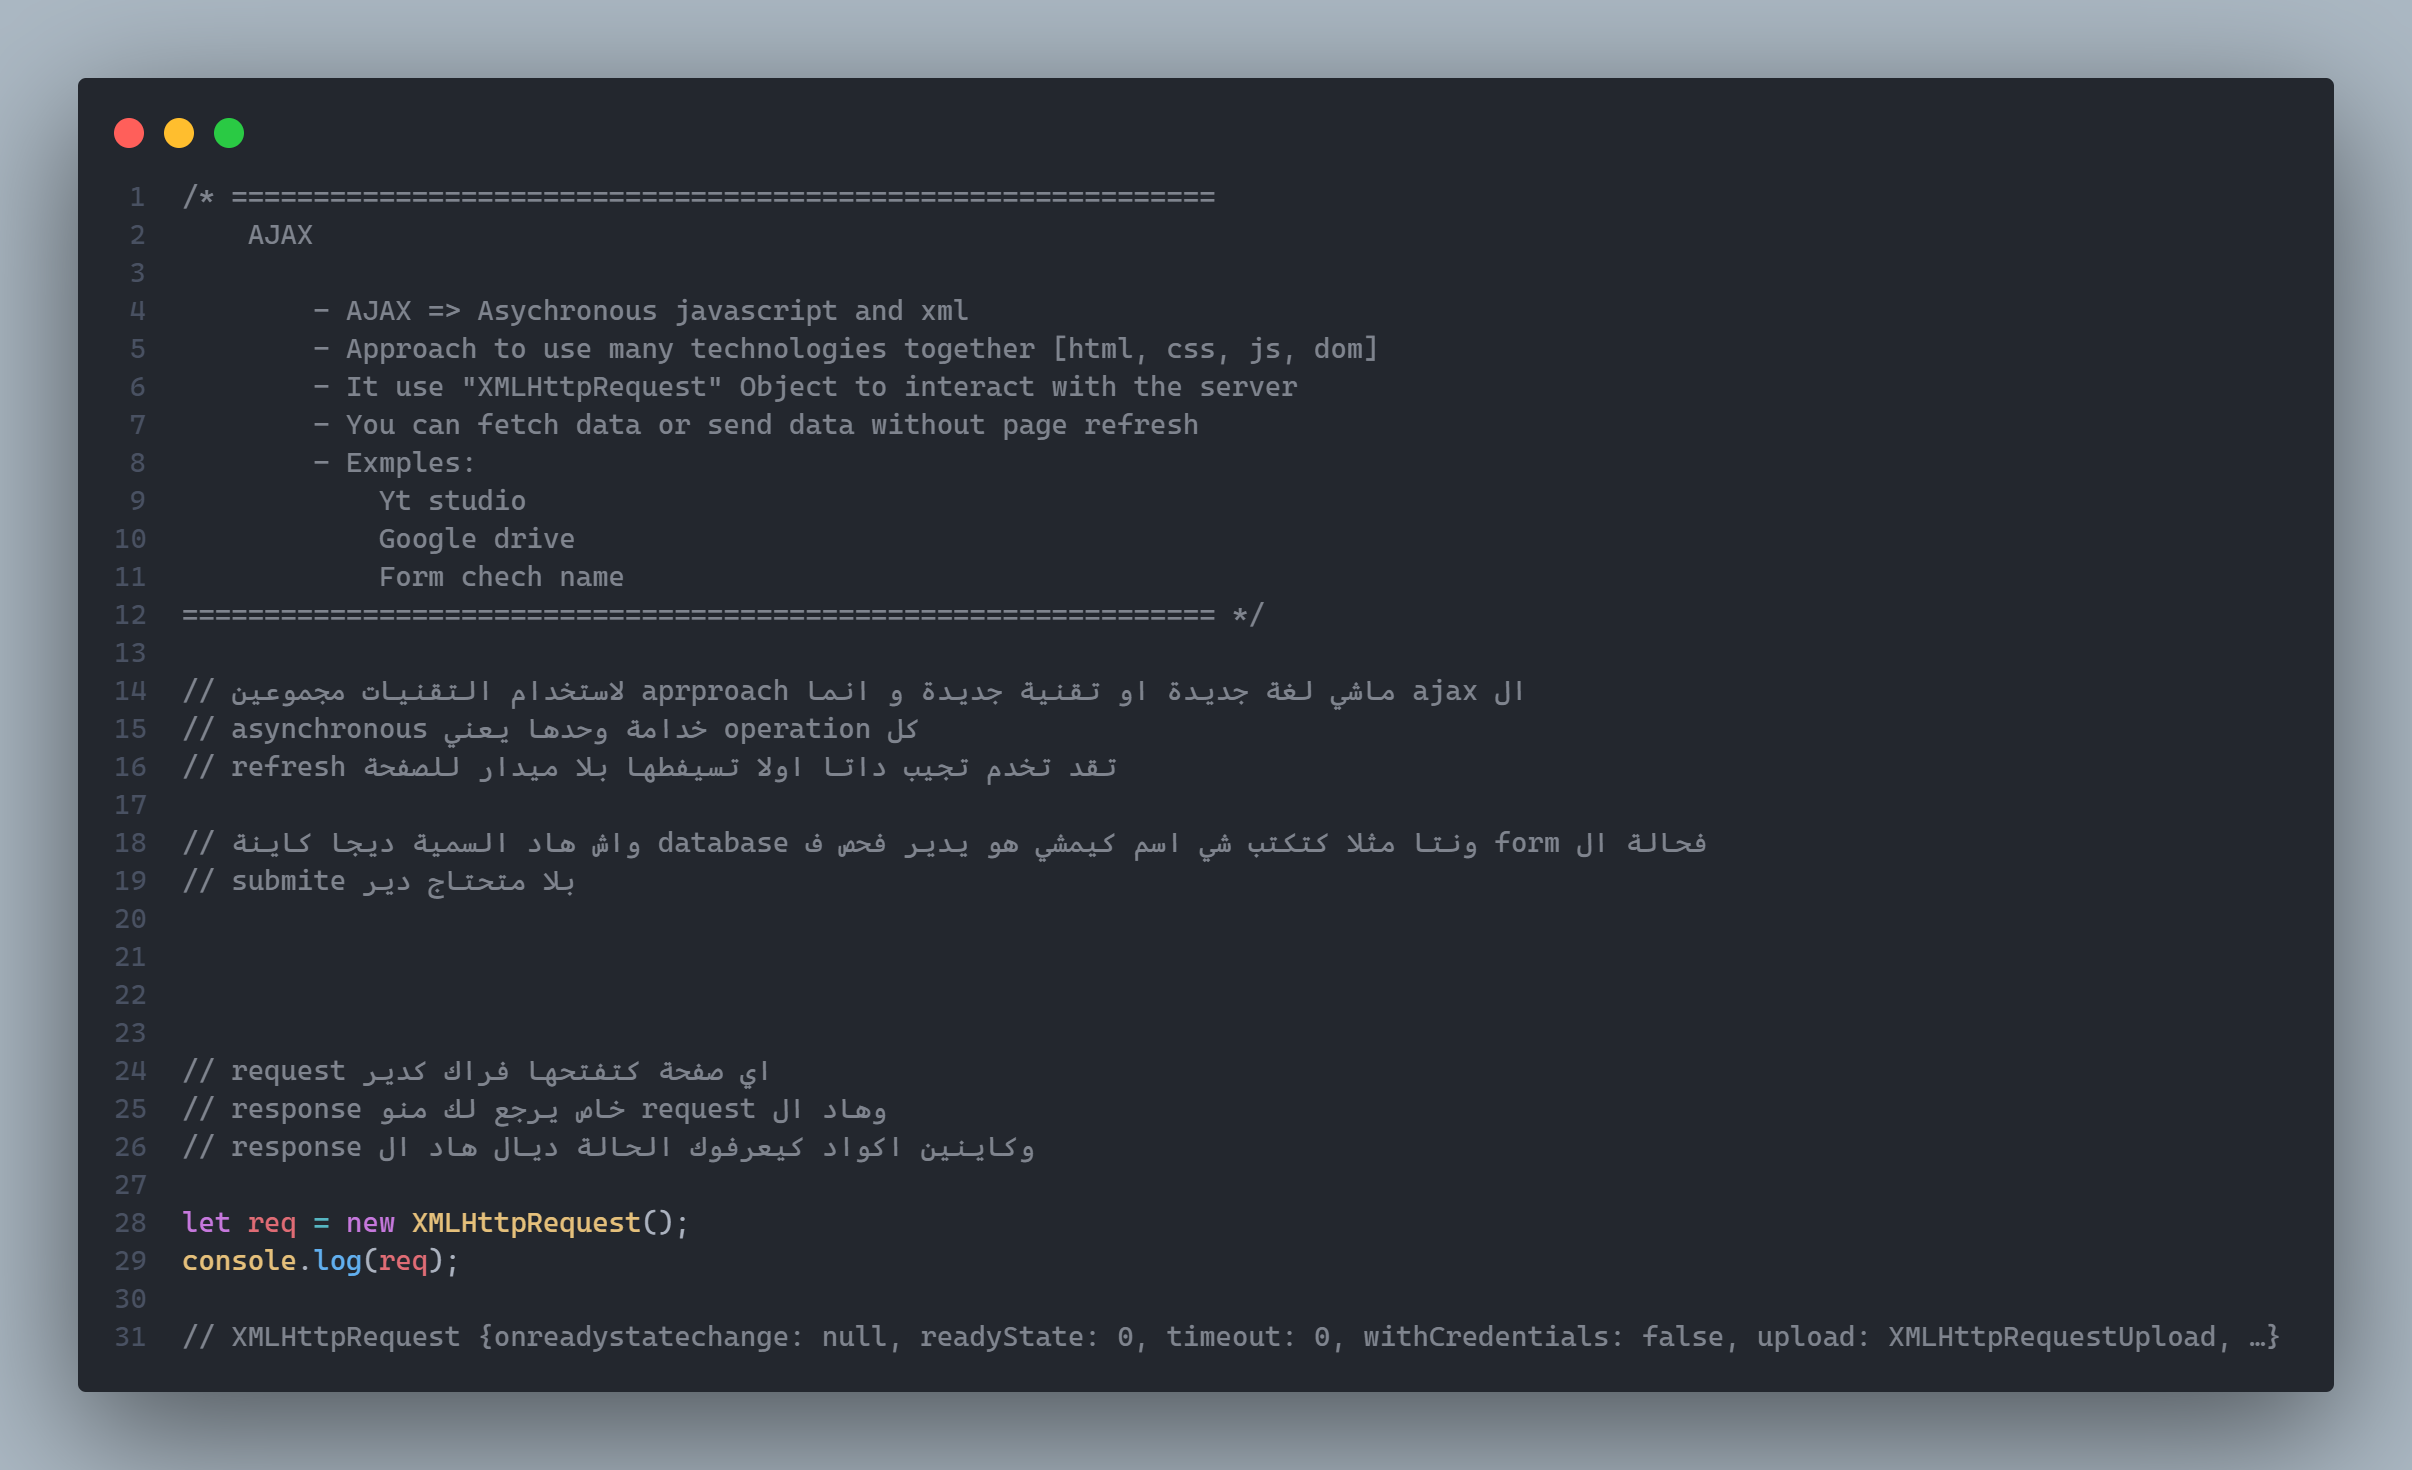 1 /* ============================================================
2 AJAX
3
4 - AJAX => Asychronous javascript and xml
5 - Approach to use many technologies together [html, css, js, dom]
6 - It use "XMLHttpRequest" Object to interact with the server
7 - You can fetch data or send data without page refresh
8 - Exmples:
9 Yt studio
10 Google drive
11 Form chech name
12 =============================================================== */
13
14 // ال ajax ماشي لغة جديدة او تقنية جديدة و انما aprproach لاستخدام التقنيات مجموعين
15 // كل operation خدامة وحدها يعني asynchronous
16 // تقد تخدم تجيب داتا اولا تسيفطها بلا ميدار للصفحة refresh
17
18 // فحالة ال form ونتا مثلا كتكتب شي اسم كيمشي هو يدير فحص ف database واش هاد السمية ديجا كاينة
19 // بلا متحتاج دير submite
20
21
22
23
24 // اي صفحة كتفتحها فراك كدير request
25 // وهاد ال request خاص يرجع لك منو response
26 // وكاينين اكواد كيعرفوك الحالة ديال هاد ال response
27
28 let req = new XMLHttpRequest();
29 console.log(req);
30
31 // XMLHttpRequest {onreadystatechange: null, readyState: 0, timeout: 0, withCredentials: false, upload: XMLHttpRequestUpload, …}